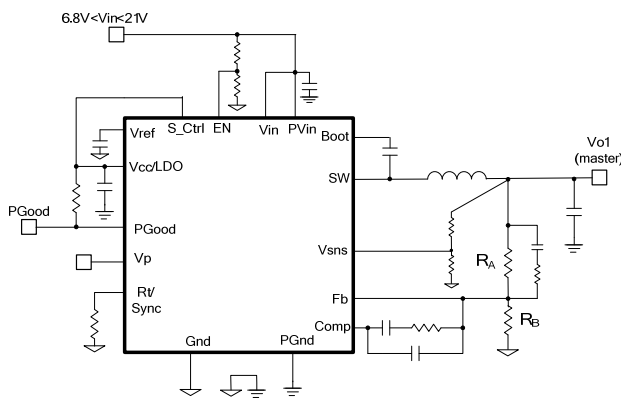 6.8V<Vin<21V
S_Ctrl EN Vin PVin
Vref
Boot
Vcc/LDO
SW
Vo1
(master)
PGood
PGood
Vsns
Vp
RA
Rt/
Sync
Fb
RB
Comp
Gnd
PGnd